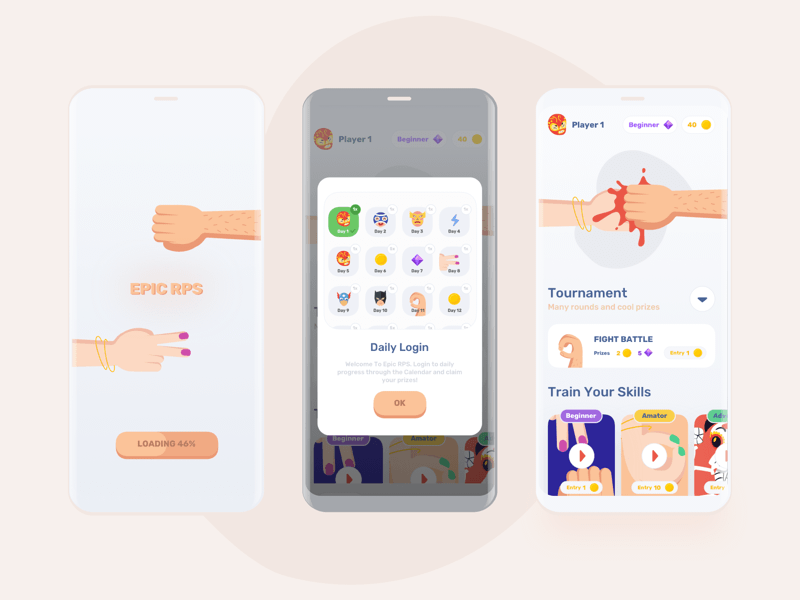 EPIC RPS
LOADING 46%
Player 1
Beginner
40
Day 1
Day 2
Day 3
Day 4
Day 5
Day 6
Day 7
Day 8
Day 9
Day 10
Day 11
Day 12
Daily Login
Welcome To Epic RPS. Login to daily
progress through the Calendar and claim
your prizes!
OK
Beginner
Amator
Player 1
Beginner
40
Tournament
Many rounds and cool prizes
FIGHT BATTLE
Prizes
5
Entry 1
Train Your Skills
Beginner
Amator
Entry 1
Entry 10